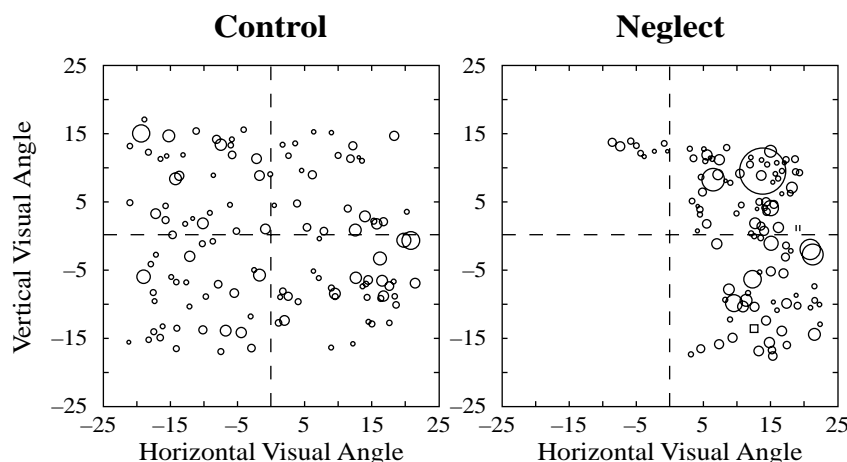 Control Neglect
25 25
15 15
5 5
−5 −5
−15 −15
−25 −25
−25 −15 −5 5 15 25 −25 −15 −5 5 15 25
Vertical Visual Angle
Horizontal Visual Angle Horizontal Visual Angle